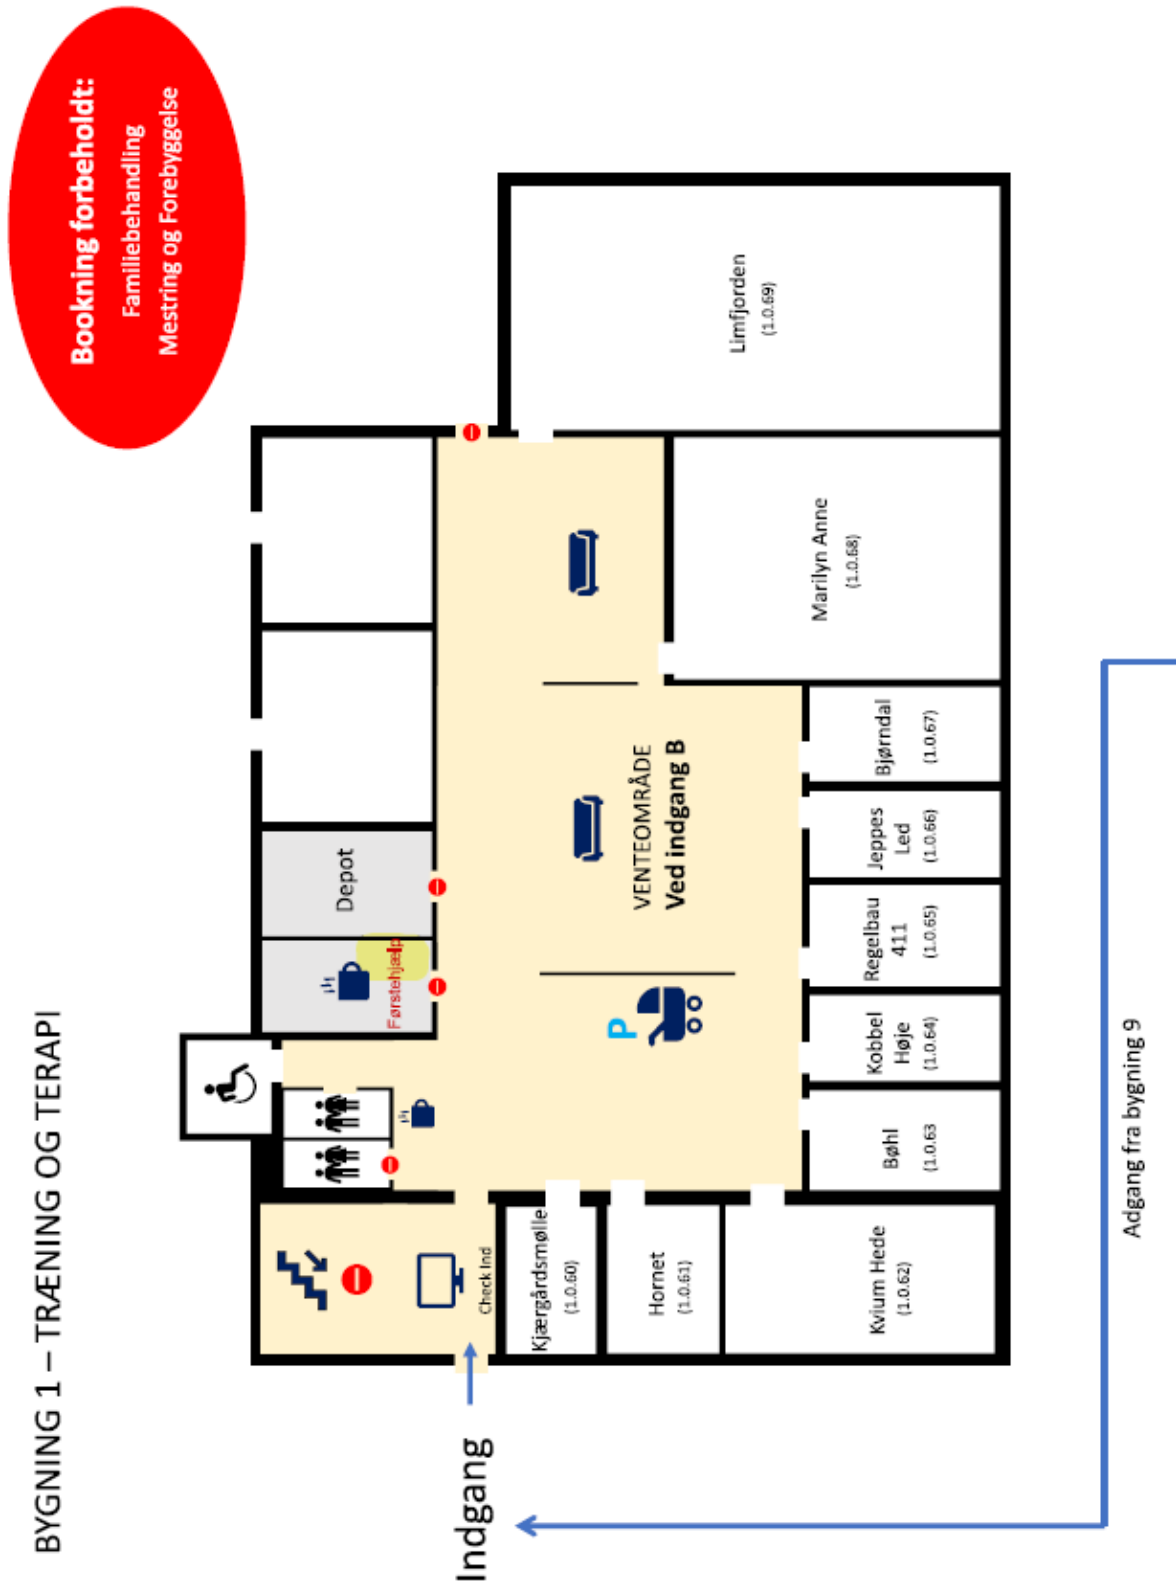 BYGNING 1 – TRÆNING OG TERAPI
Bookning forbeholdt:
Familiebehandling
Mestring og Forebyggelse
Depot
Førstehjælp
Indgang
Check Ind
P
VENTEOMRÅDE
Ved indgang B
Limfjorden
(1.0.69)
Kjærgårdsmølle
(1.0.60)
Hornet
(1.0.61)
Marilyn Anne
(1.0.68)
Kvium Hede
(1.0.62)
Bøhl
(1.0.63
Kobbel
Høje
(1.0.64)
Regelbau
411
(1.0.65)
Jeppes
Led
(1.0.66)
Bjørndal
(1.0.67)
Adgang fra bygning 9